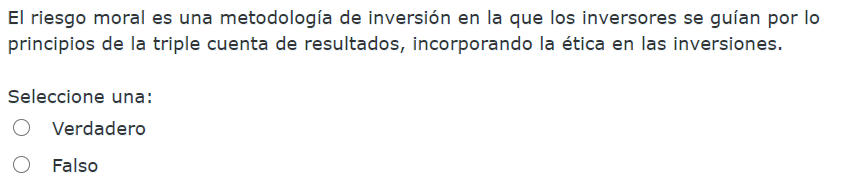 El riesgo moral es una metodología de inversión en la que los inversores se guían por lo
principios de la triple cuenta de resultados, incorporando la ética en las inversiones.
Seleccione una:
Verdadero
Falso